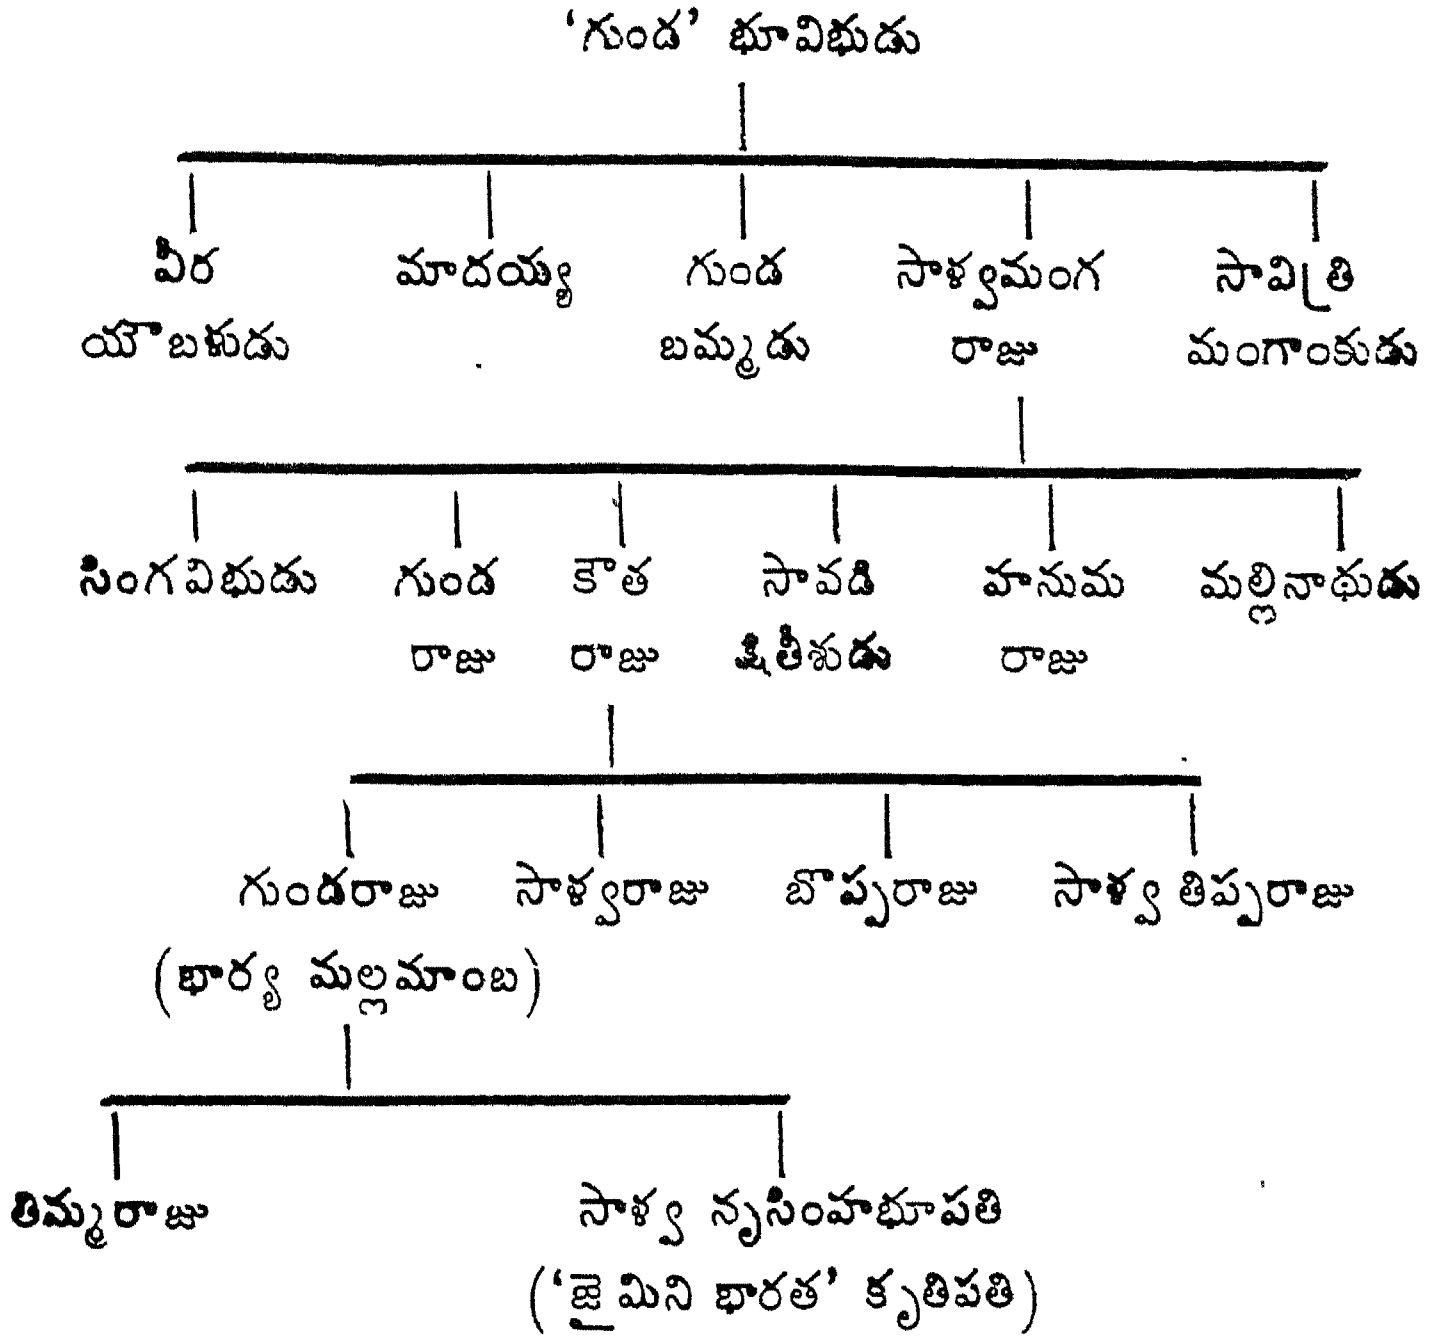 ‘గుండ’ భూవిభుడు
వీర మాదయ్య గుండ సాళ్వమంగ సావిత్రి
యౌబళుడు బమ్మడు రాజు మంగాంకుడు
సింగవిభుడు గుండ కౌత సావడి హనుమ మల్లినాథుడు
రాజు రాజు క్షితీశుడు రాజు
గుండరాజు సాళ్వరాజు బొప్పరాజు సాళ్వ తిప్పరాజు
(భార్య మల్లమాంబ)
తిమ్మరాజు సాళ్వ నృసింహభూపతి
(‘జైమిని భారత’ కృతిపతి)